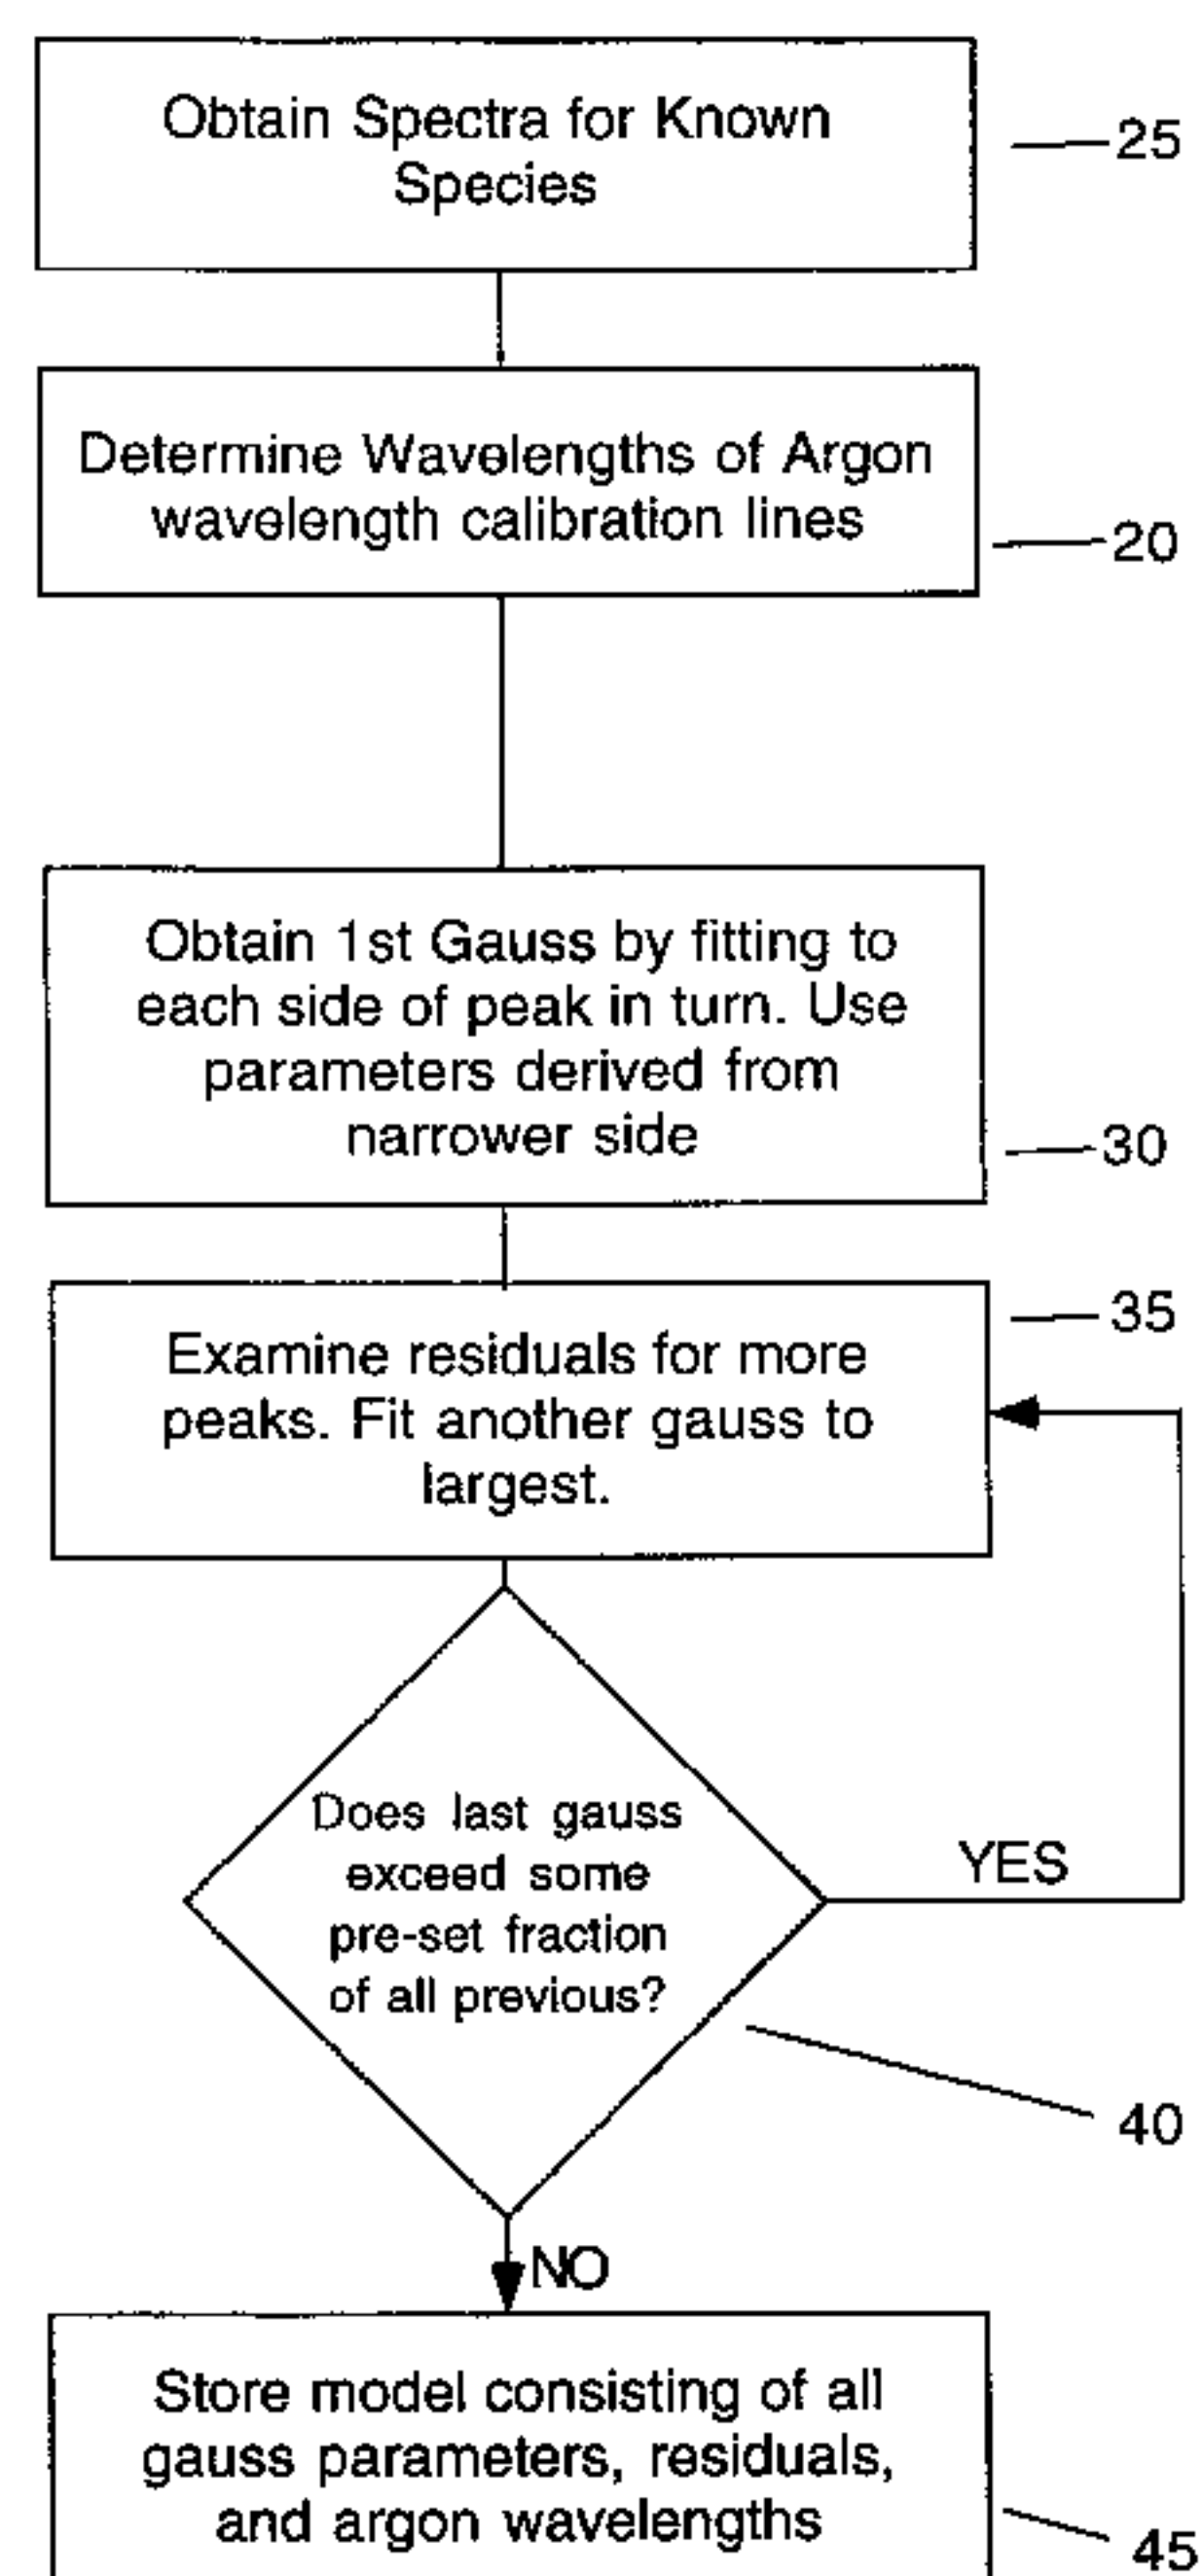 Obtain Spectra for Known
Species
25
Determine Wavelengths of Argon
wavelength calibration lines
20
Obtain 1st Gauss by fitting to
each side of peak in turn. Use
parameters derived from
narrower side
30
35
Examine residuals for more
peaks. Fit another gauss to
largest.
Does last gauss
exceed some
pre-set fraction
of all previous?
YES
40
NO
Store model consisting of all
gauss parameters, residuals,
and argon wavelengths
45